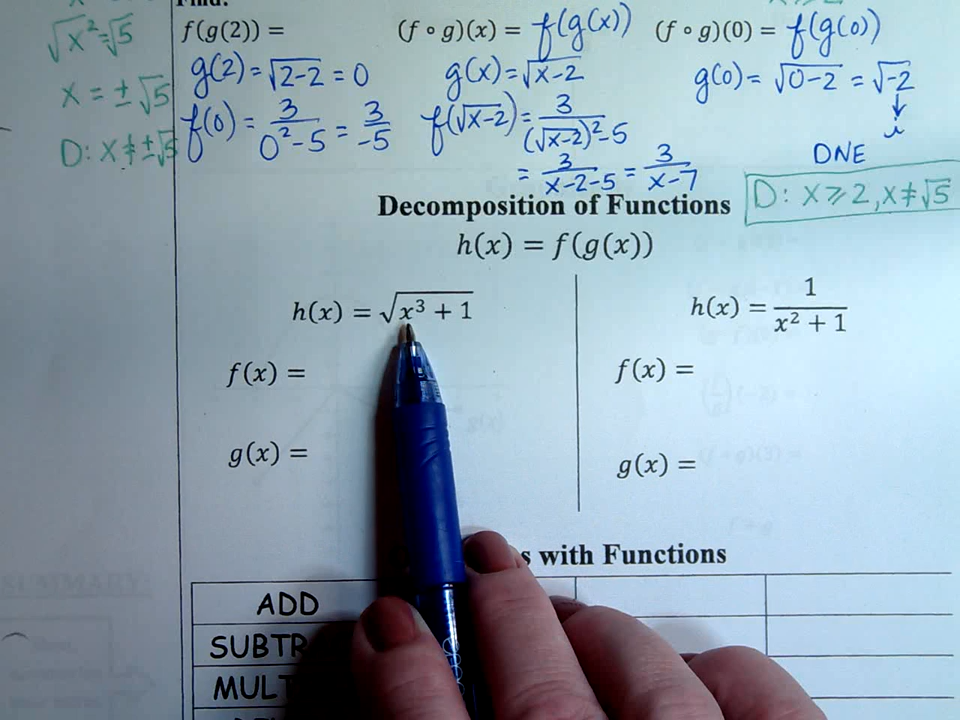 √x² = √5
x = ±√5
D: x ≠ ±√5
f(g(2)) =
g(2) = √2-2 = 0
f(0) = 3/(0²-5) = 3/-5
(f ∘ g)(x) = f(g(x))
g(x) = √x-2
f(√x-2) = 3/((√x-2)²-5)
= 3/(x-2-5) = 3/(x-7)
(f ∘ g)(0) = f(g(0))
g(0) = √0-2 = √-2
↓
i
DNE
D: x ⩾ 2, x ≠ √5
Decomposition of Functions
h(x) = f(g(x))
h(x) = √x³ + 1
f(x) =
g(x) =
h(x) = 1/(x² + 1)
f(x) =
g(x) =
with Functions
ADD
SUBTR
MULT